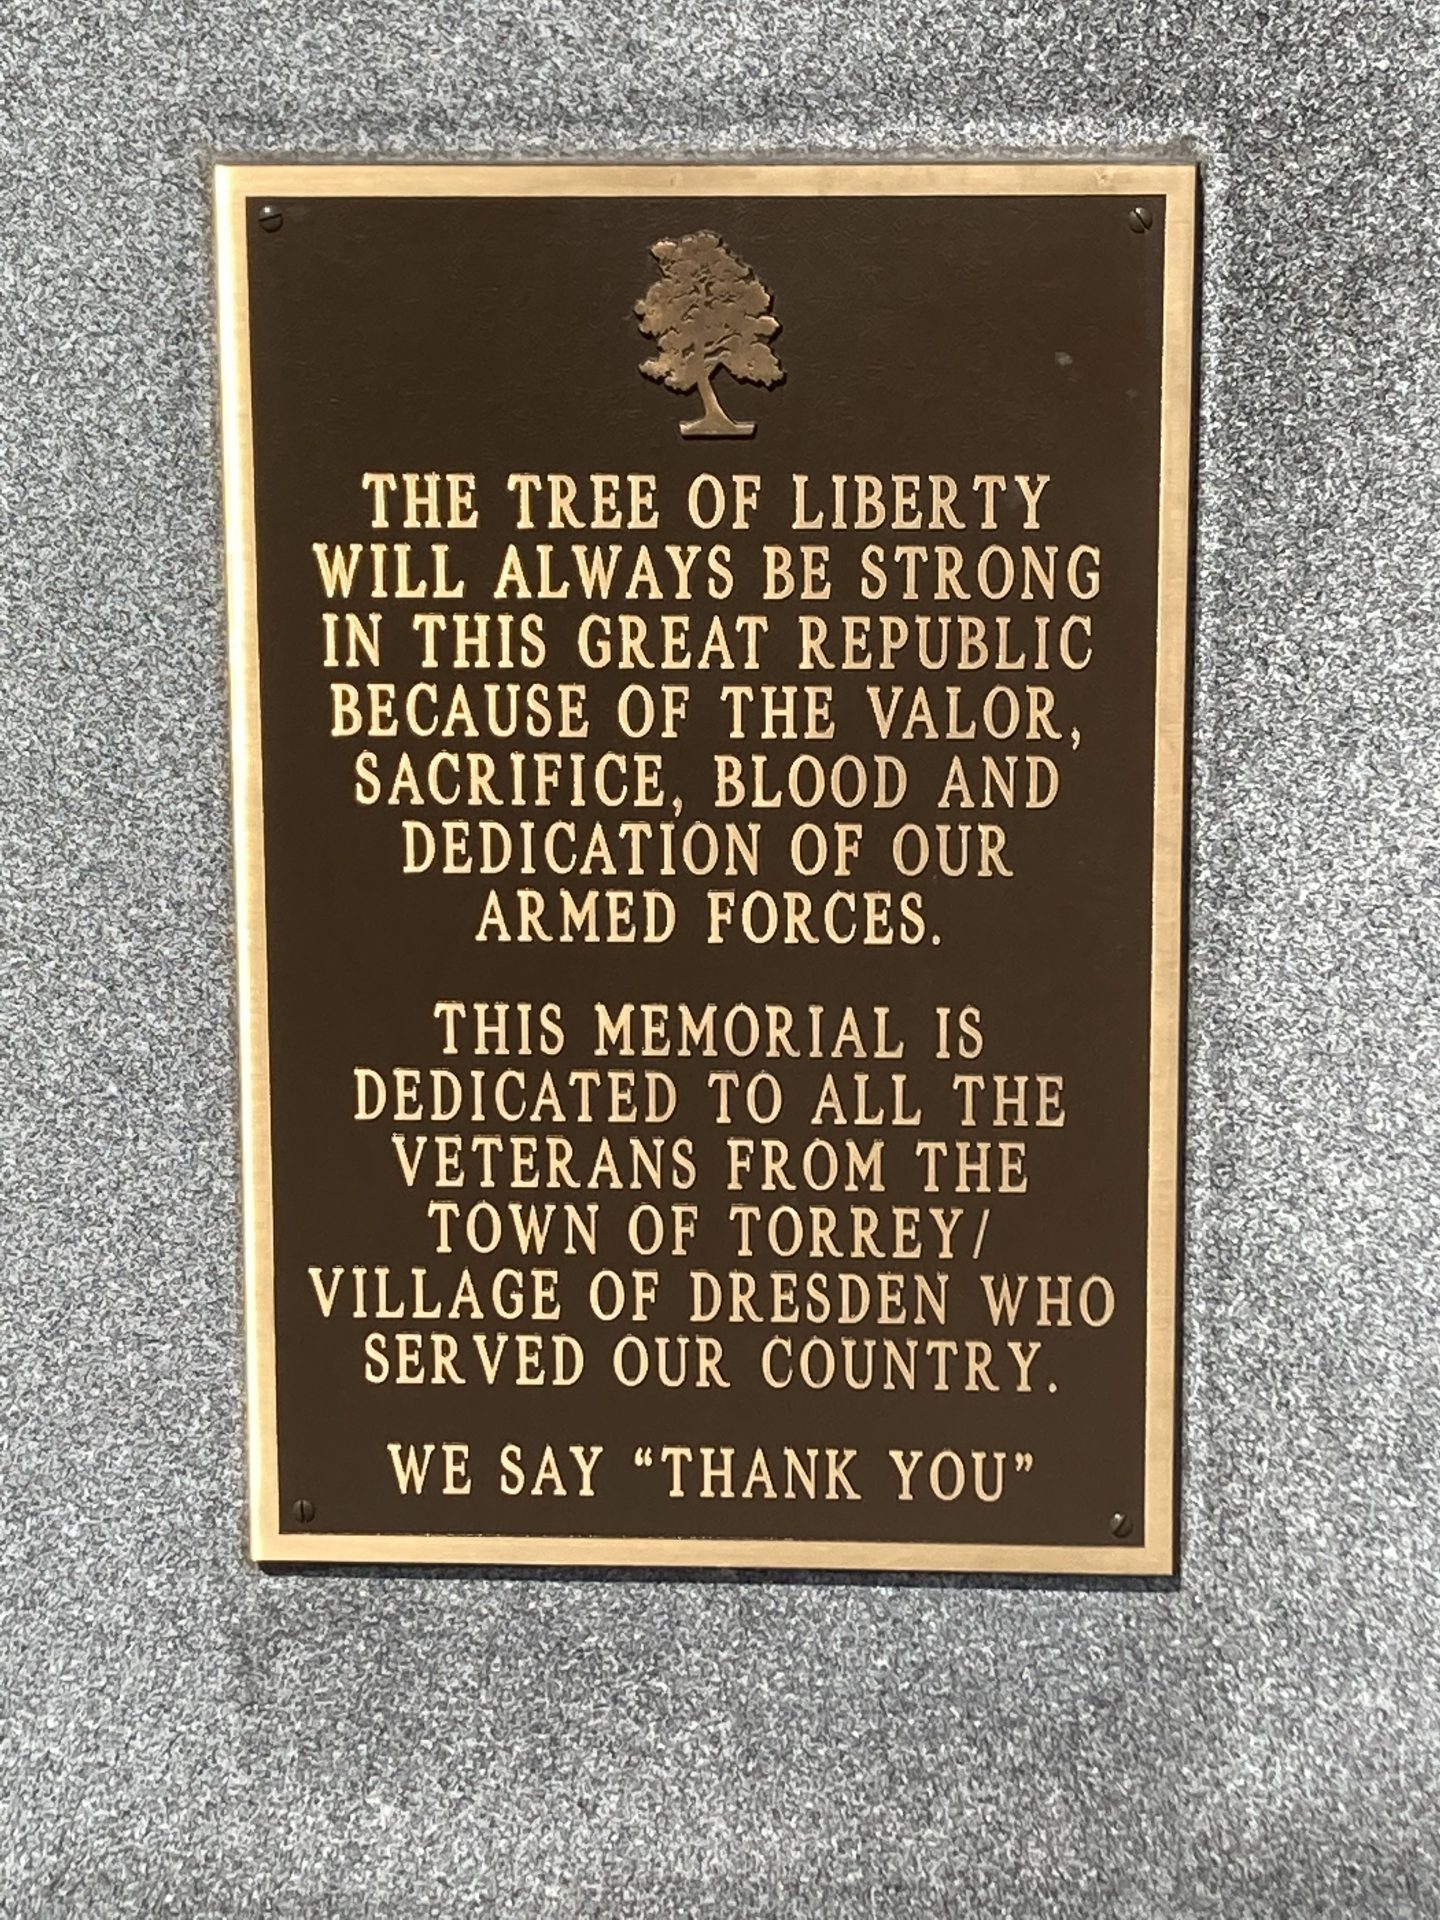 THE TREE OF LIBERTY
WILL ALWAYS BE STRONG
IN THIS GREAT REPUBLIC
BECAUSE OF THE VALOR,
SACRIFICE, BLOOD AND
DEDICATION OF OUR
ARMED FORCES.
THIS MEMORIAL IS
DEDICATED TO ALL THE
VETERANS FROM THE
TOWN OF TORREY/
VILLAGE OF DRESDEN WHO
SERVED OUR COUNTRY.
WE SAY “THANK YOU”